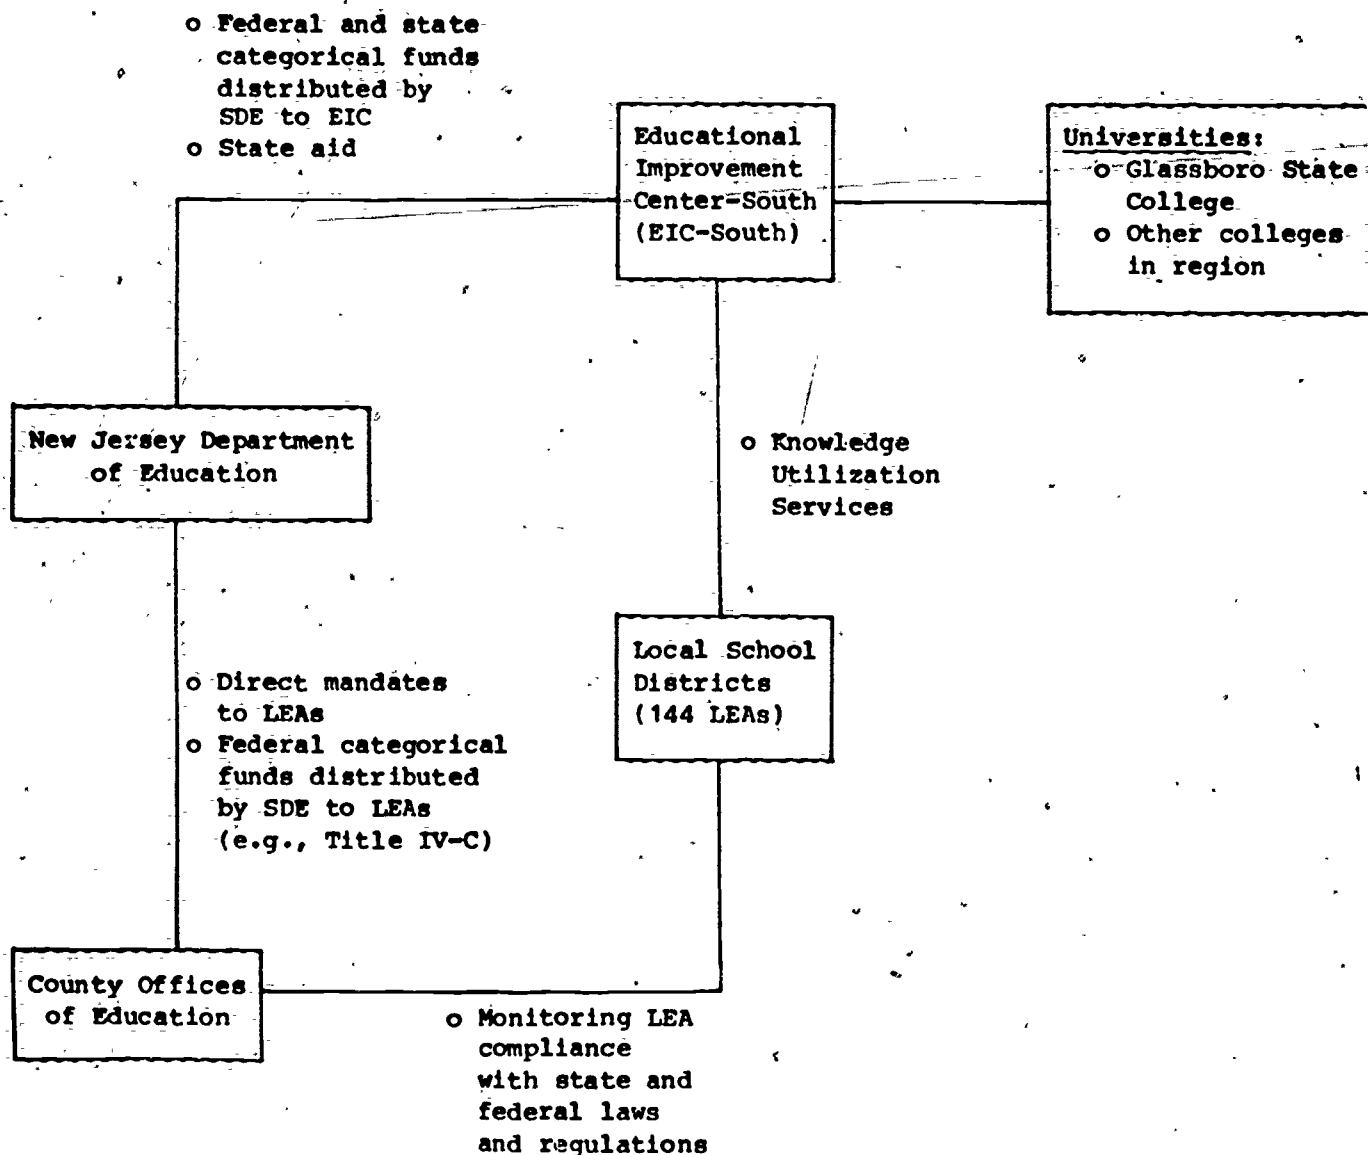 o Federal and state
categorical funds
distributed by
SDE to EIC
o State aid
Educational
Improvement
Center-South
(EIC-South)
Universities:
o Glassboro State
College
o Other colleges
in region
New Jersey Department
of Education
o Knowledge
Utilization
Services
Local School
Districts
(144 LEAs)
o Direct mandates
to LEAs
o Federal categorical
funds distributed
by SDE to LEAs
(e.g., Title IV-C)
County Offices
of Education
o Monitoring LEA
compliance
with state and
federal laws
and regulations